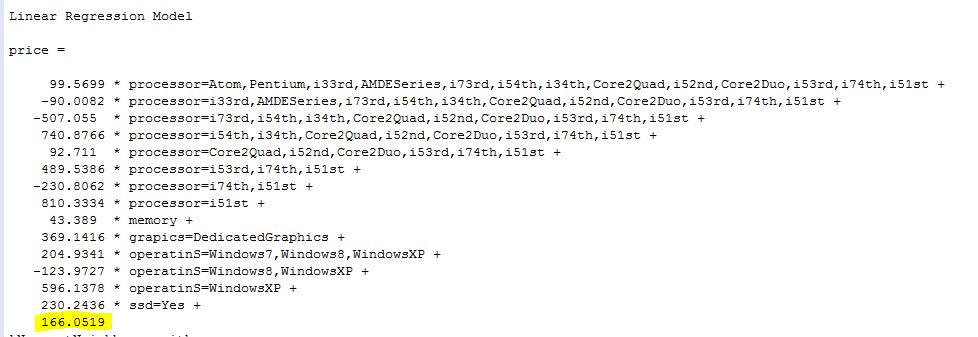 Linear Regression Model
price =
99.5699 * processor=Atom,Pentium,i33rd,AMDESeries,i73rd,i54th,i34th,Core2Quad,i52nd,Core2Duo,i53rd,i74th,i51st +
-90.0082 * processor=i33rd,AMDESeries,i73rd,i54th,i34th,Core2Quad,i52nd,Core2Duo,i53rd,i74th,i51st +
-507.055 * processor=i73rd,i54th,i34th,Core2Quad,i52nd,Core2Duo,i53rd,i74th,i51st +
740.8766 * processor=i54th,i34th,Core2Quad,i52nd,Core2Duo,i53rd,i74th,i51st +
92.711 * processor=Core2Quad,i52nd,Core2Duo,i53rd,i74th,i51st +
489.5386 * processor=i53rd,i74th,i51st +
-230.8062 * processor=i74th,i51st +
810.3334 * processor=i51st +
43.389 * memory +
369.1416 * grapics=DedicatedGraphics +
204.9341 * operatinS=Windows7,Windows8,WindowsXP +
-123.9727 * operatinS=Windows8,WindowsXP +
596.1378 * operatinS=WindowsXP +
230.2436 * ssd=Yes +
166.0519